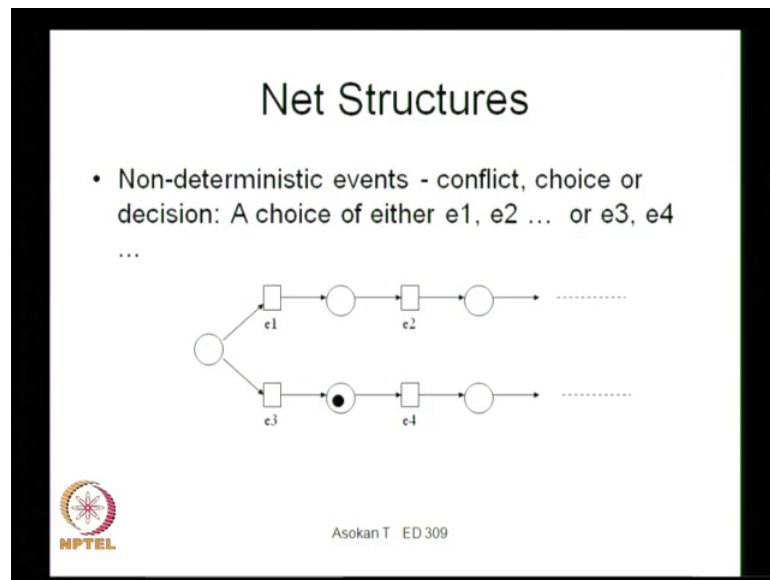 Net Structures
• Non-deterministic events - conflict, choice or
decision: A choice of either e1, e2 ... or e3, e4
...
e1
e2
e3
e4
NPTEL
Asokan T ED 309